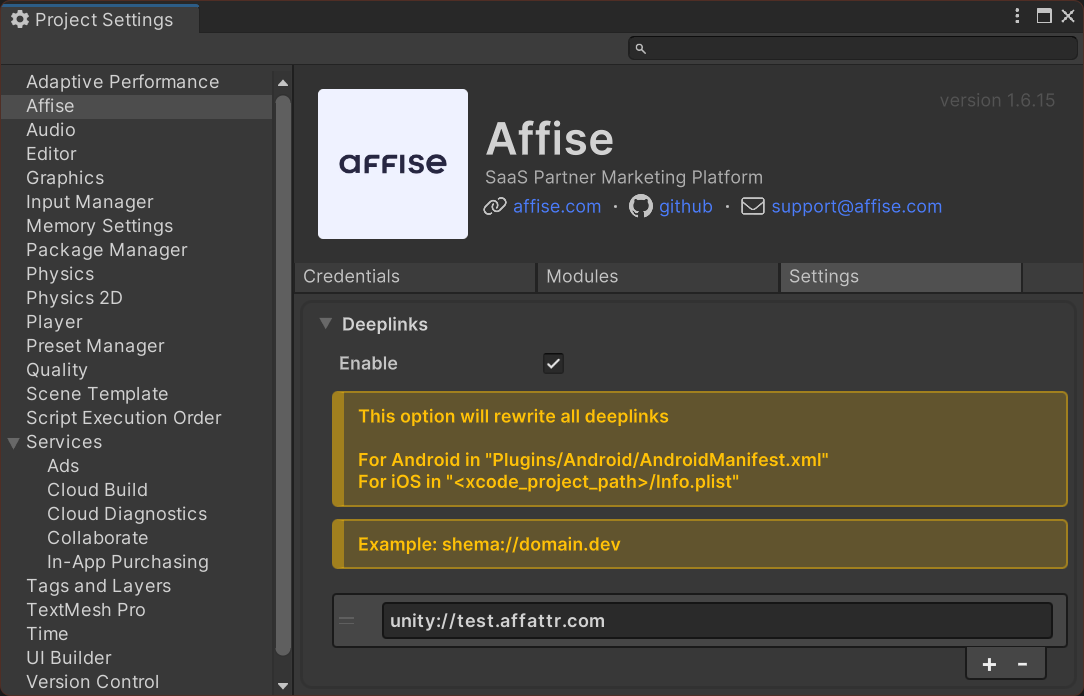 Project Settings
Adaptive Performance
Affise
Audio
Editor
Graphics
Input Manager
Memory Settings
Package Manager
Physics
Physics 2D
Player
Preset Manager
Quality
Scene Template
Script Execution Order
Services
Ads
Cloud Build
Cloud Diagnostics
Collaborate
In-App Purchasing
Tags and Layers
TextMesh Pro
Time
UI Builder
Version Control
version 1.6.15
AFFISE
Affise
SaaS Partner Marketing Platform
affise.com · github · support@affise.com
Credentials Modules Settings
Deeplinks
Enable
This option will rewrite all deeplinks
For Android in "Plugins/Android/AndroidManifest.xml"
For iOS in "<xcode_project_path>/Info.plist"
Example: shema://domain.dev
unity://test.affattr.com
+ -